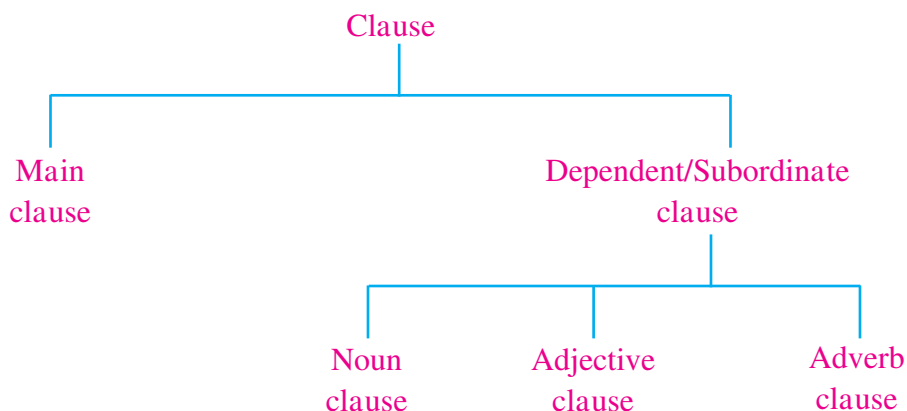 Clause
Main
clause
Dependent/Subordinate
clause
Noun
clause
Adjective
clause
Adverb
clause